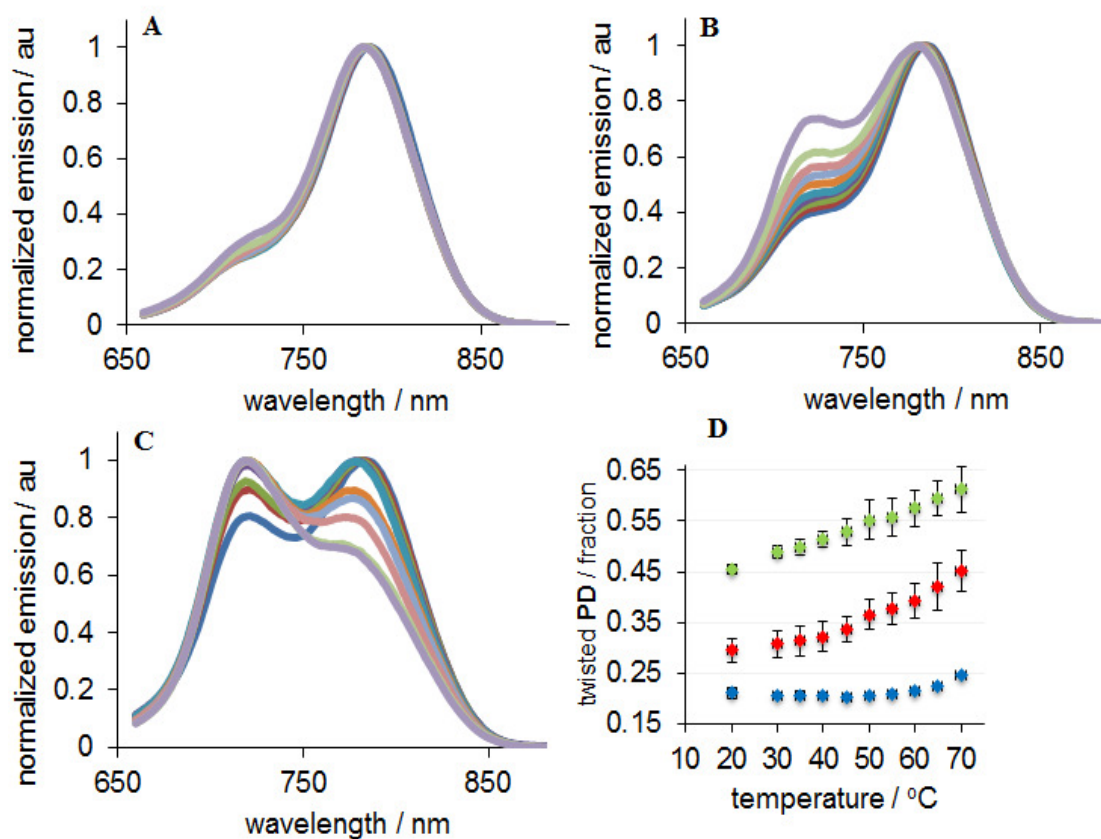 A
normalized emission/ au
1
0.8
0.6
0.4
0.2
0
650
750
850
wavelength / nm
B
normalized emission/ au
1
0.8
0.6
0.4
0.2
0
650
750
850
wavelength / nm
C
normalized emission/ au
1
0.8
0.6
0.4
0.2
0
650
750
850
wavelength / nm
D
twisted PD / fraction
0.65
0.55
0.45
0.35
0.25
0.15
10 20 30 40 50 60 70
temperature / °C